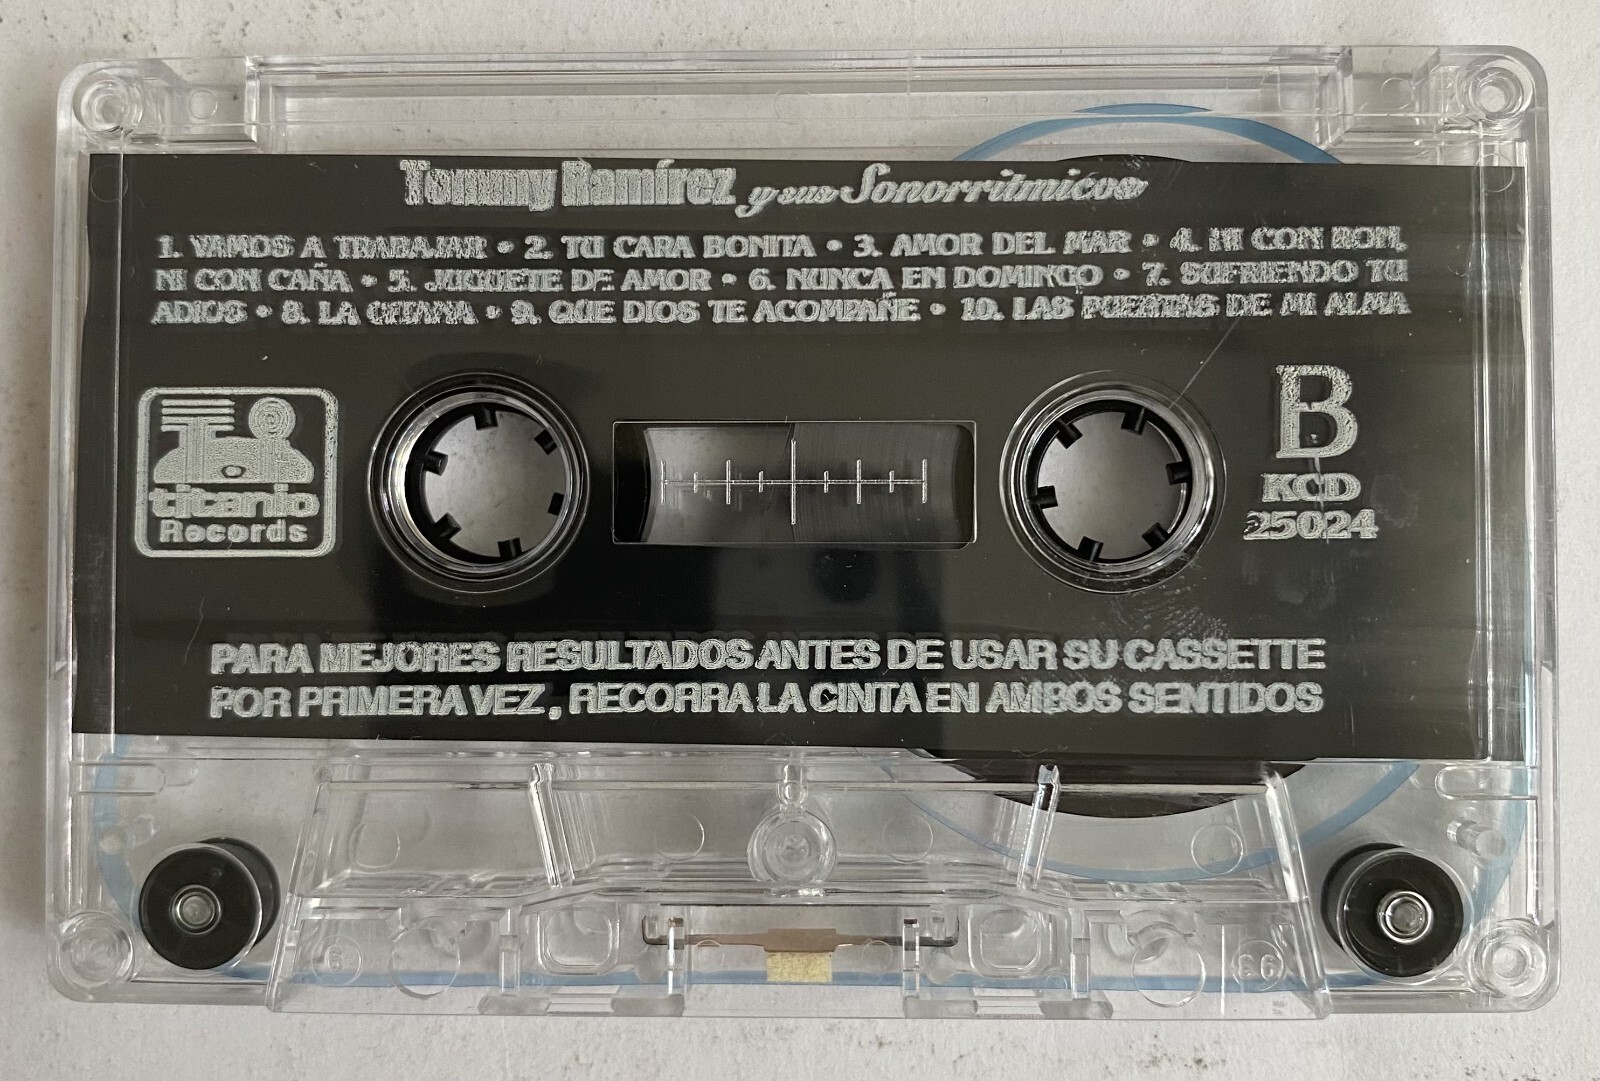 Tommy Ramírez y sus Sonorritmicos
1. VAMOS A TRABAJAR • 2. TU CARA BONITA • 3. AMOR DEL MAR • 4. NI CON RON,
NI CON CAÑA • 5. JUGUETE DE AMOR • 6. NUNCA EN DOMINGO • 7. SUFRIENDO TU
ADIOS • 8. LA GITANA • 9. QUE DIOS TE ACOMPAÑE • 10. LAS PUERTAS DE MI ALMA
titanio
Records
B
KCD
25024
PARA MEJORES RESULTADOS ANTES DE USAR SU CASSETTE
POR PRIMERA VEZ, RECORRA LA CINTA EN AMBOS SENTIDOS